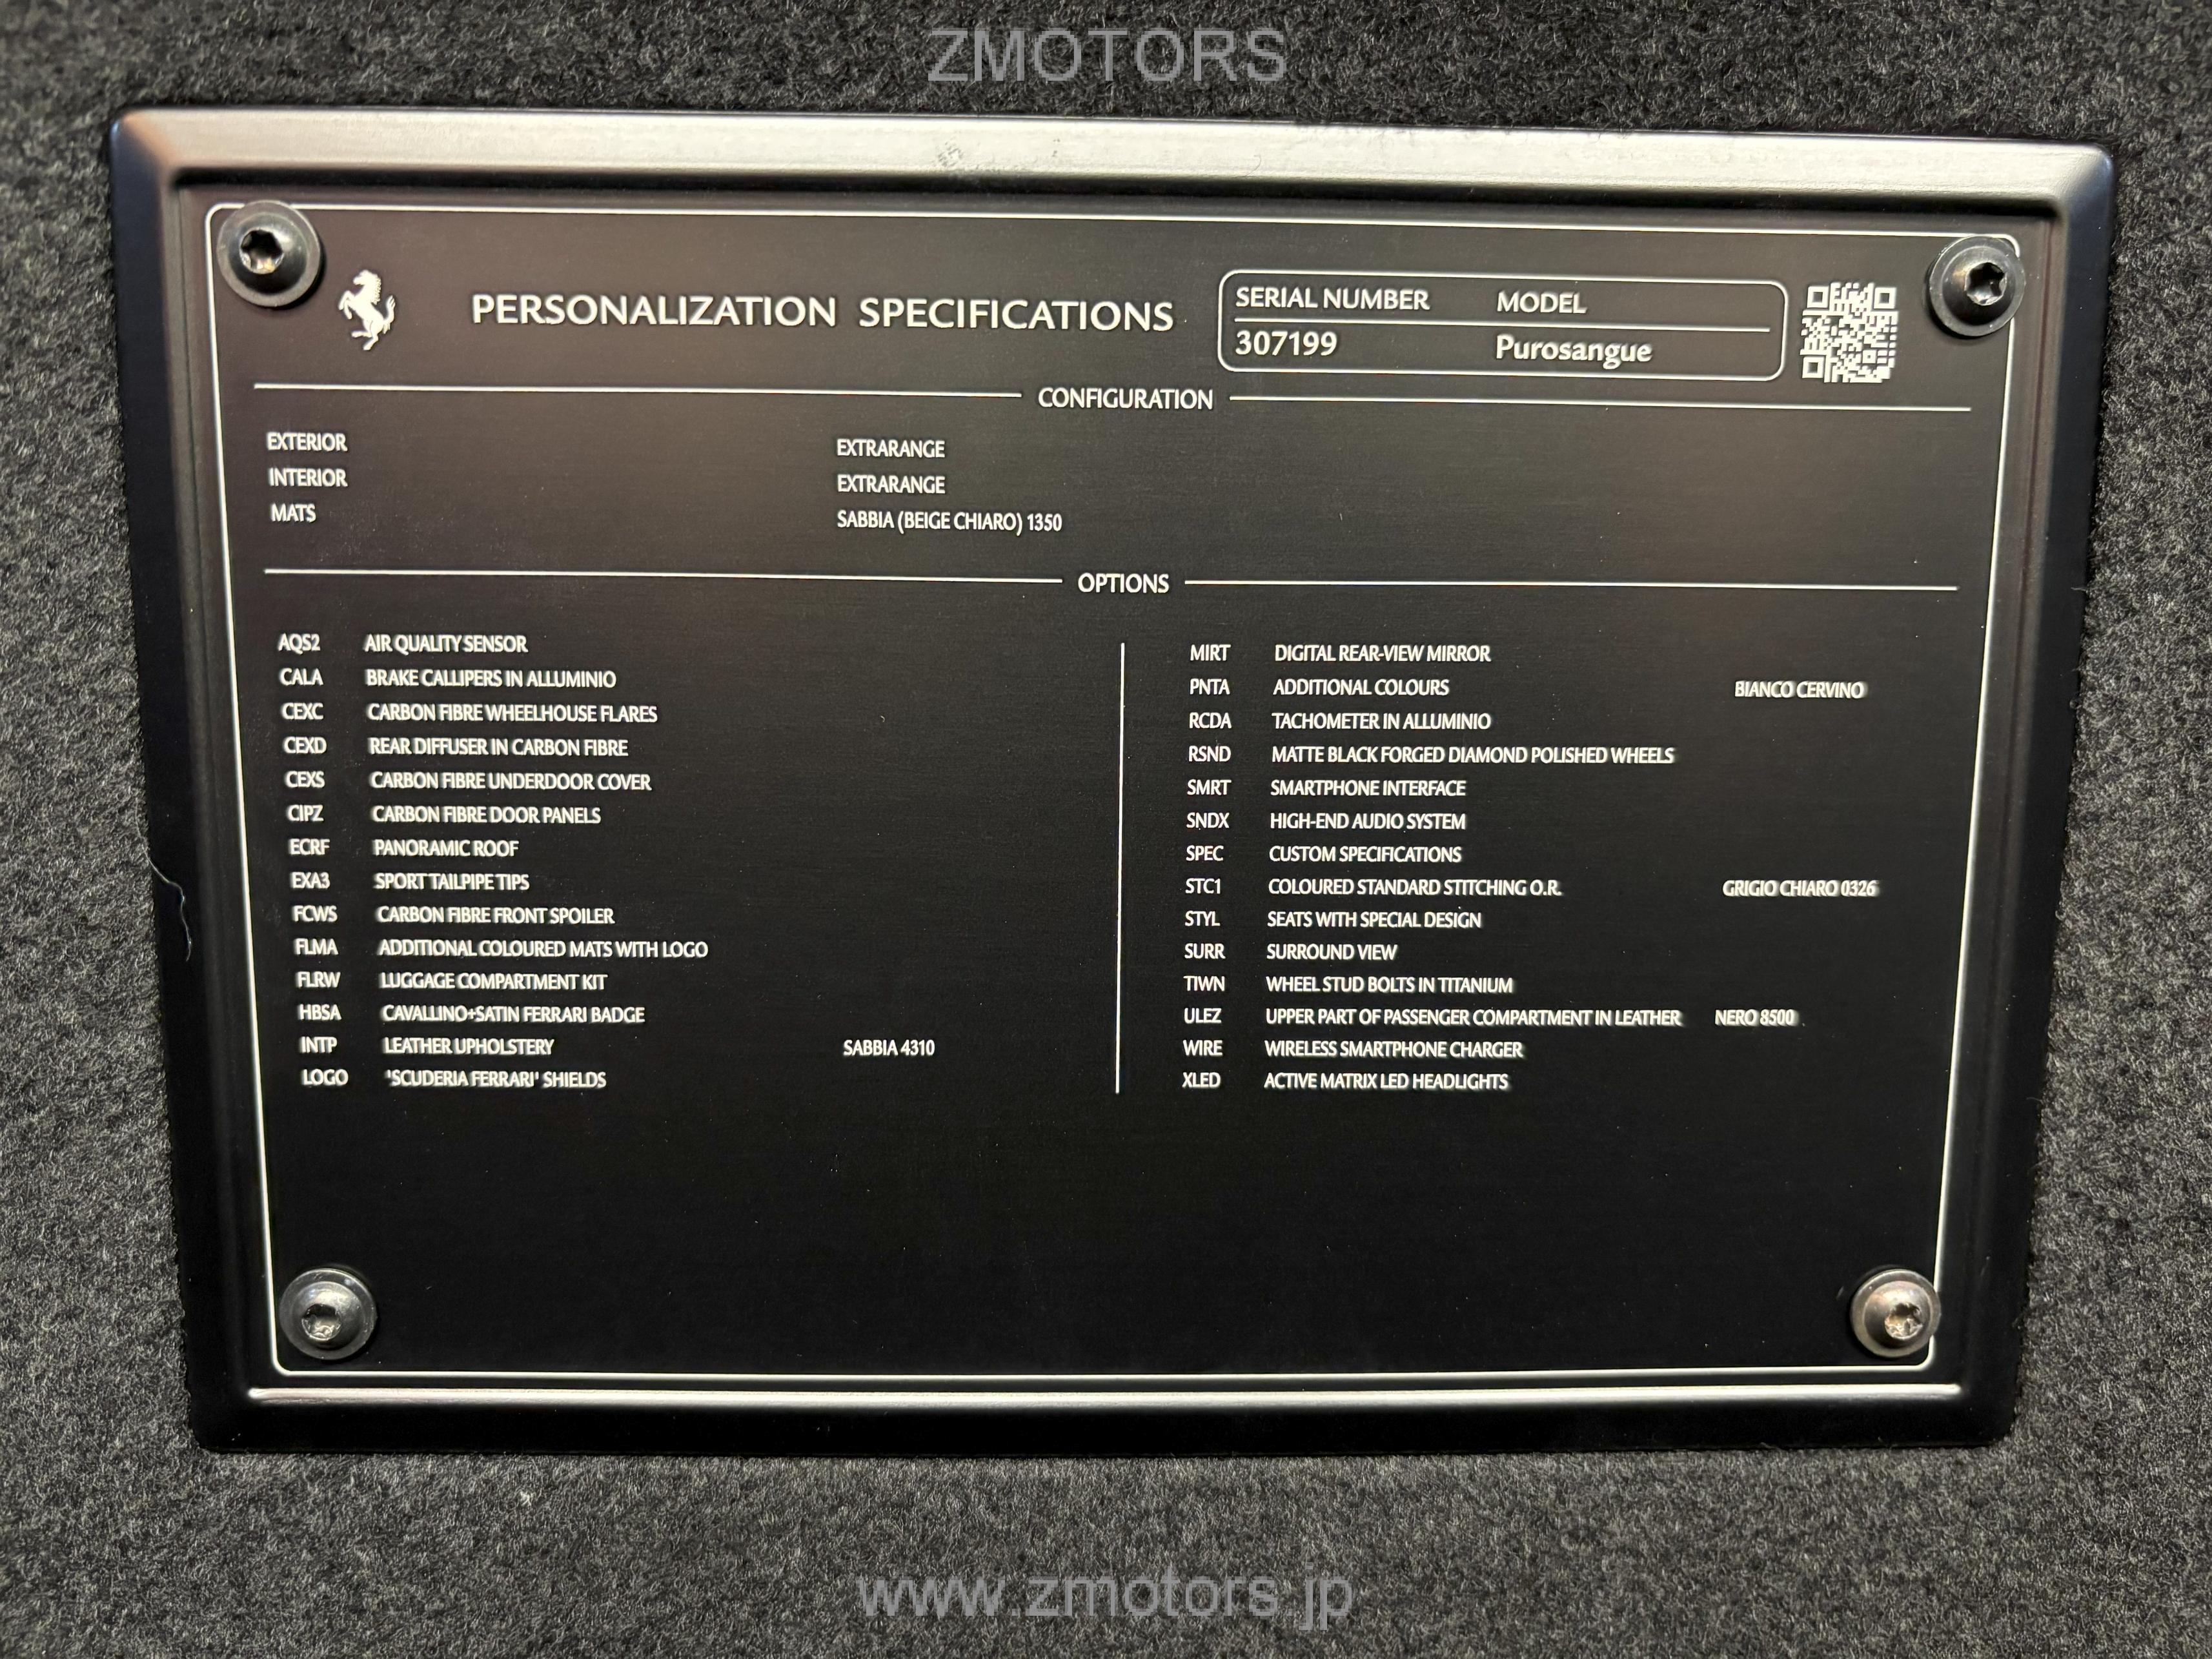 ZMOTORS
PERSONALIZATION SPECIFICATIONS
SERIAL NUMBER MODEL
307199 Purosangue
CONFIGURATION
EXTERIOR EXTRARANGE
INTERIOR EXTRARANGE
MATS SABBIA (BEIGE CHIARO) 1350
OPTIONS
AQS2 AIR QUALITY SENSOR
CALA BRAKE CALLIPERS IN ALLUMINIO
CEXC CARBON FIBRE WHEELHOUSE FLARES
CEXD REAR DIFFUSER IN CARBON FIBRE
CEXS CARBON FIBRE UNDERDOOR COVER
CIPZ CARBON FIBRE DOOR PANELS
ECRF PANORAMIC ROOF
EXA3 SPORT TAILPIPE TIPS
FCWS CARBON FIBRE FRONT SPOILER
FLMA ADDITIONAL COLOURED MATS WITH LOGO
FLRW LUGGAGE COMPARTMENT KIT
HBSA CAVALLINO+SATIN FERRARI BADGE
INTP LEATHER UPHOLSTERY SABBIA 4310
LOGO 'SCUDERIA FERRARI' SHIELDS
MIRT DIGITAL REAR-VIEW MIRROR
PNTA ADDITIONAL COLOURS BIANCO CERVINO
RCDA TACHOMETER IN ALLUMINIO
RSND MATTE BLACK FORGED DIAMOND POLISHED WHEELS
SMRT SMARTPHONE INTERFACE
SNDX HIGH-END AUDIO SYSTEM
SPEC CUSTOM SPECIFICATIONS
STC1 COLOURED STANDARD STITCHING O.R. GRIGIO CHIARO 0326
STYL SEATS WITH SPECIAL DESIGN
SURR SURROUND VIEW
TIWN WHEEL STUD BOLTS IN TITANIUM
ULEZ UPPER PART OF PASSENGER COMPARTMENT IN LEATHER NERO 8500
WIRE WIRELESS SMARTPHONE CHARGER
XLED ACTIVE MATRIX LED HEADLIGHTS
www.zmotors.jp